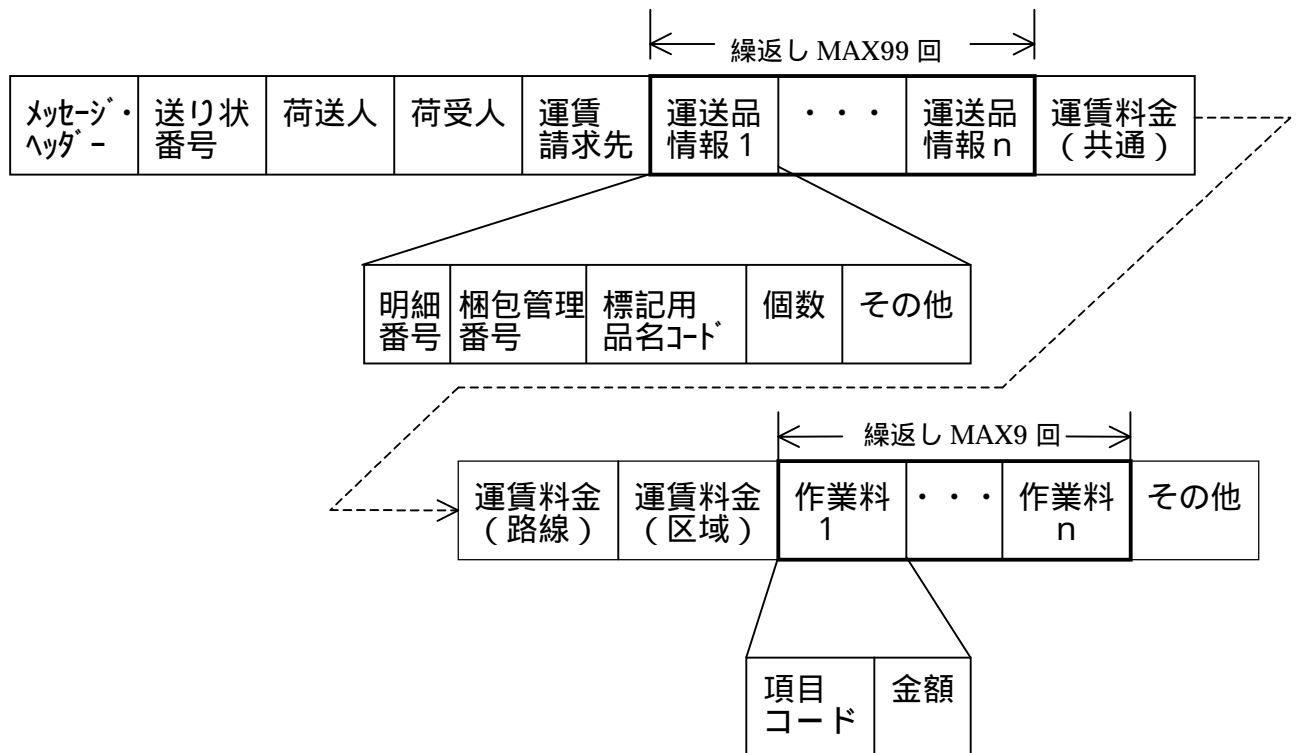 繰返し MAX99 回
ﾒｯｾｰｼﾞ・
ﾍｯﾀﾞｰ
送り状
番号
荷送人
荷受人
運賃
請求先
運送品
情報1
・・・
運送品
情報n
運賃料金
(共通)
明細
番号
梱包管理
番号
標記用
品名ｺｰﾄﾞ
個数
その他
繰返し MAX9 回
運賃料金
(路線)
運賃料金
(区域)
作業料
1
・・・
作業料
n
その他
項目
コード
金額